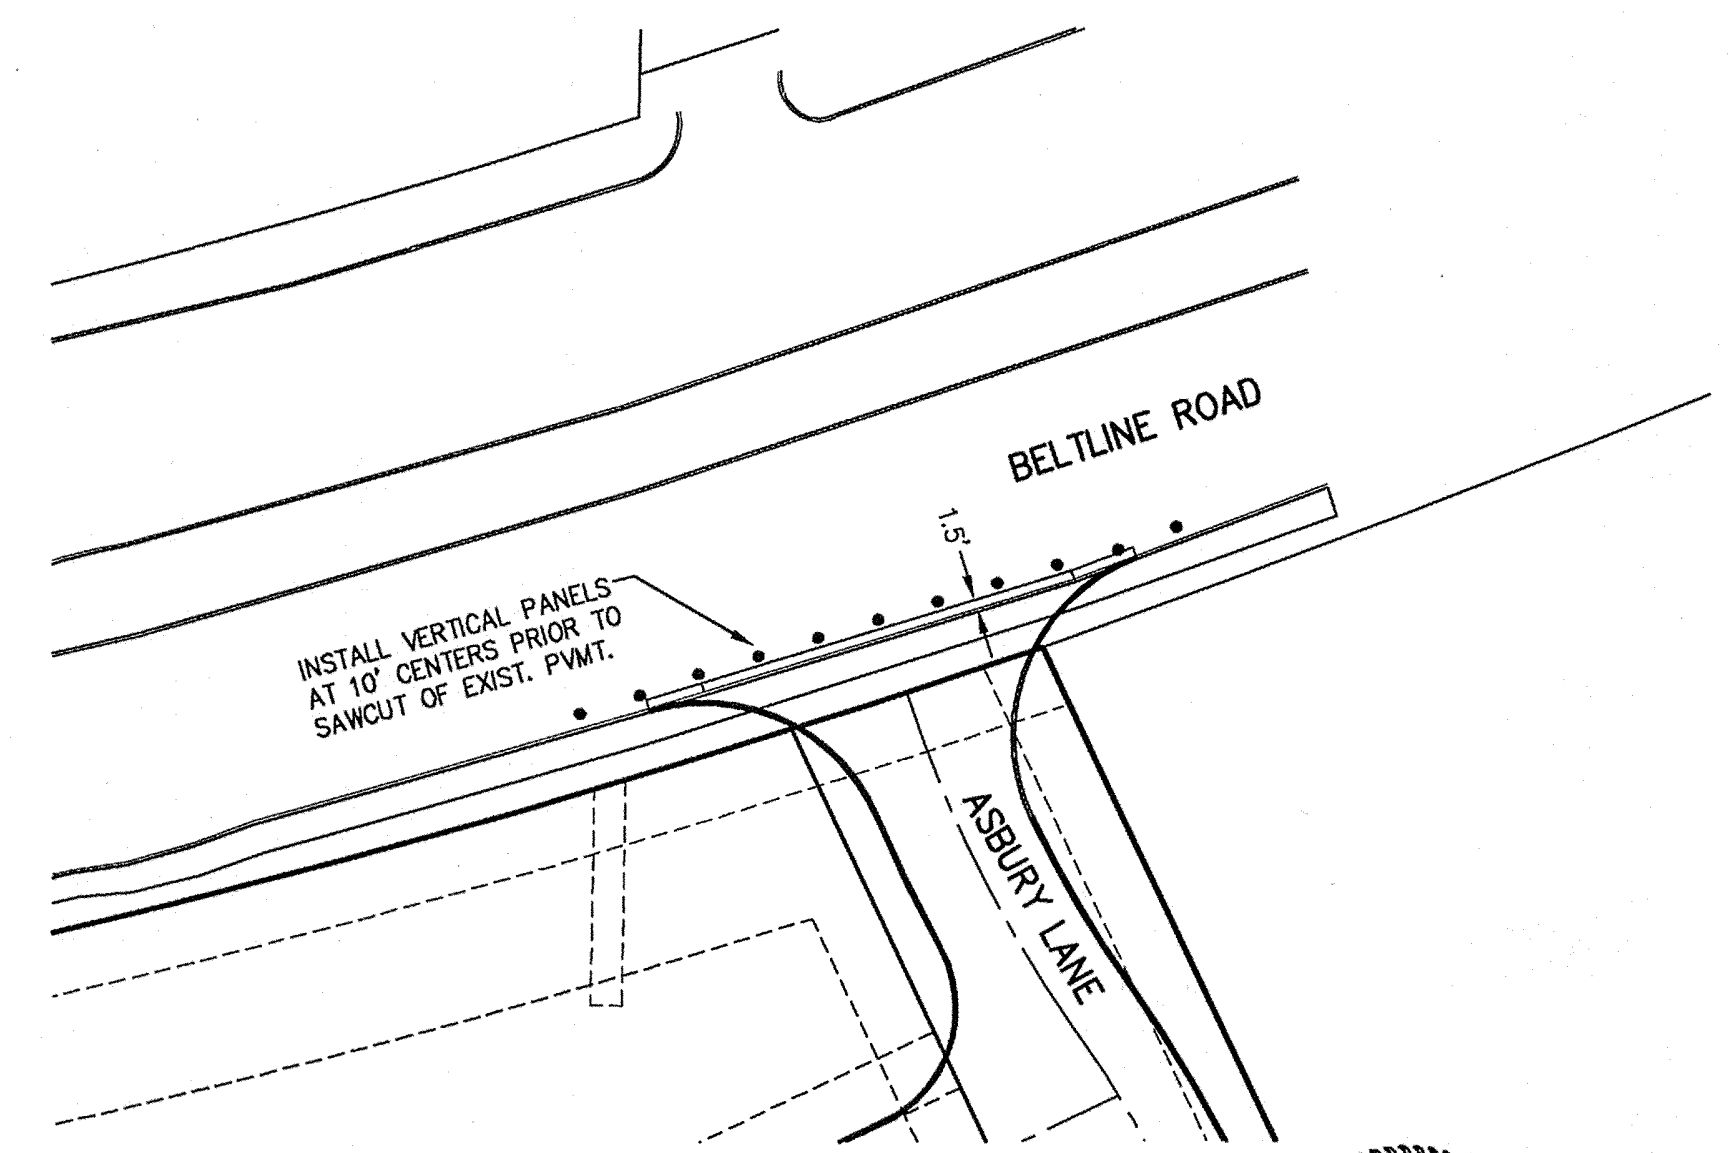 BELTLINE ROAD
1.5'
INSTALL VERTICAL PANELS
AT 10' CENTERS PRIOR TO
SAWCUT OF EXIST. PVMT.
ASBURY LANE